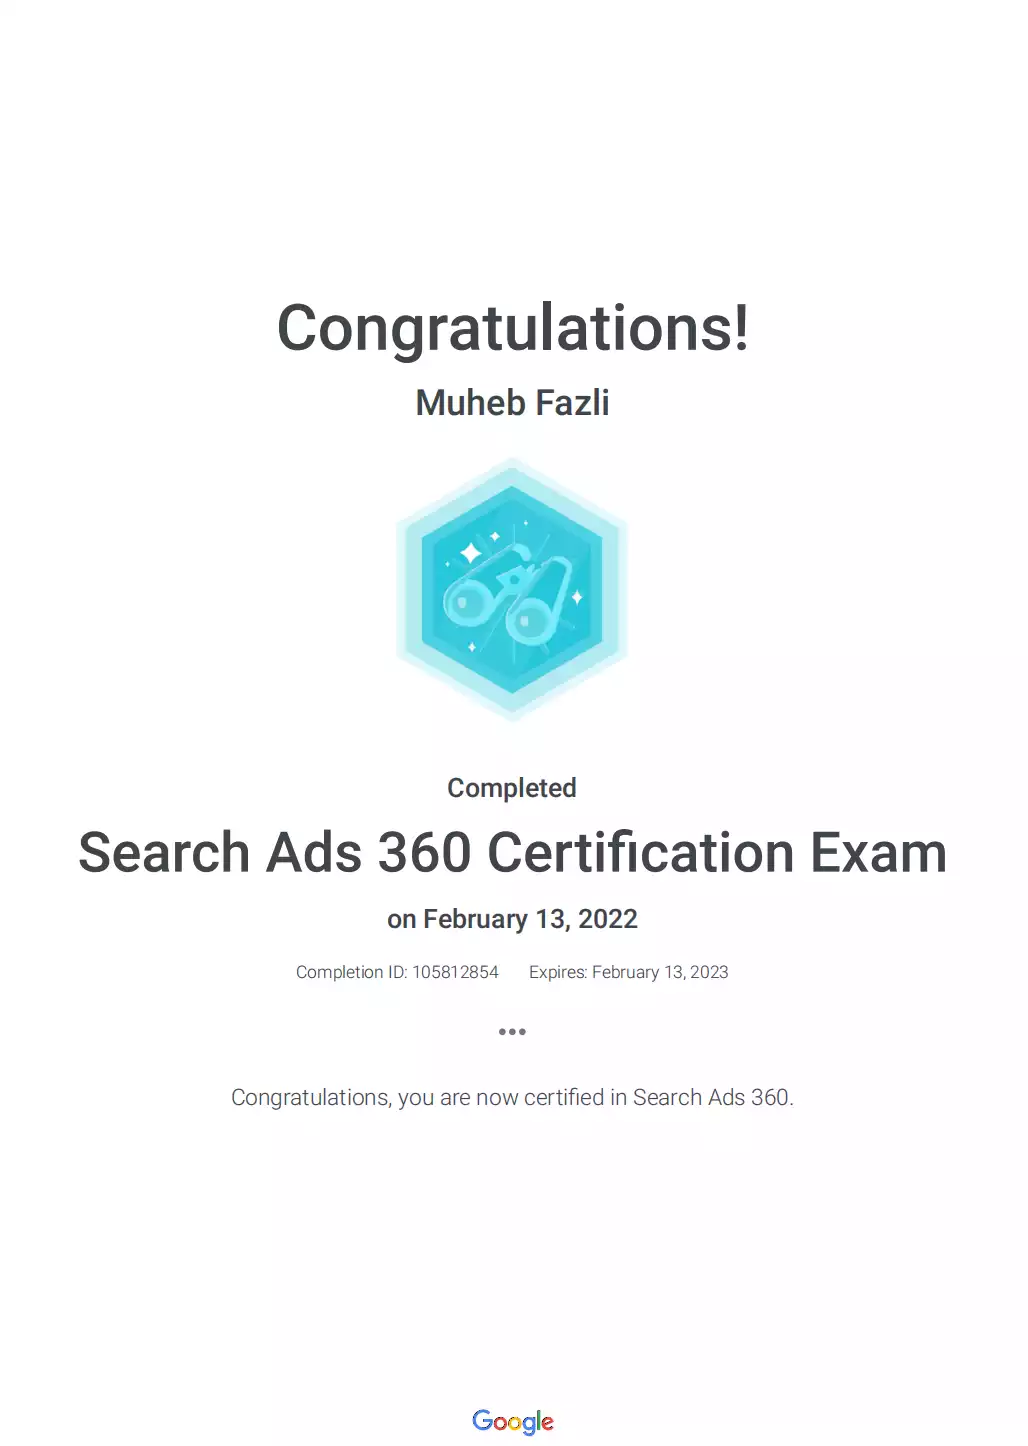 Congratulations!
Muheb Fazli
Completed
Search Ads 360 Certification Exam
on February 13, 2022
Completion ID: 105812854 Expires: February 13, 2023
•••
Congratulations, you are now certified in Search Ads 360.
Google